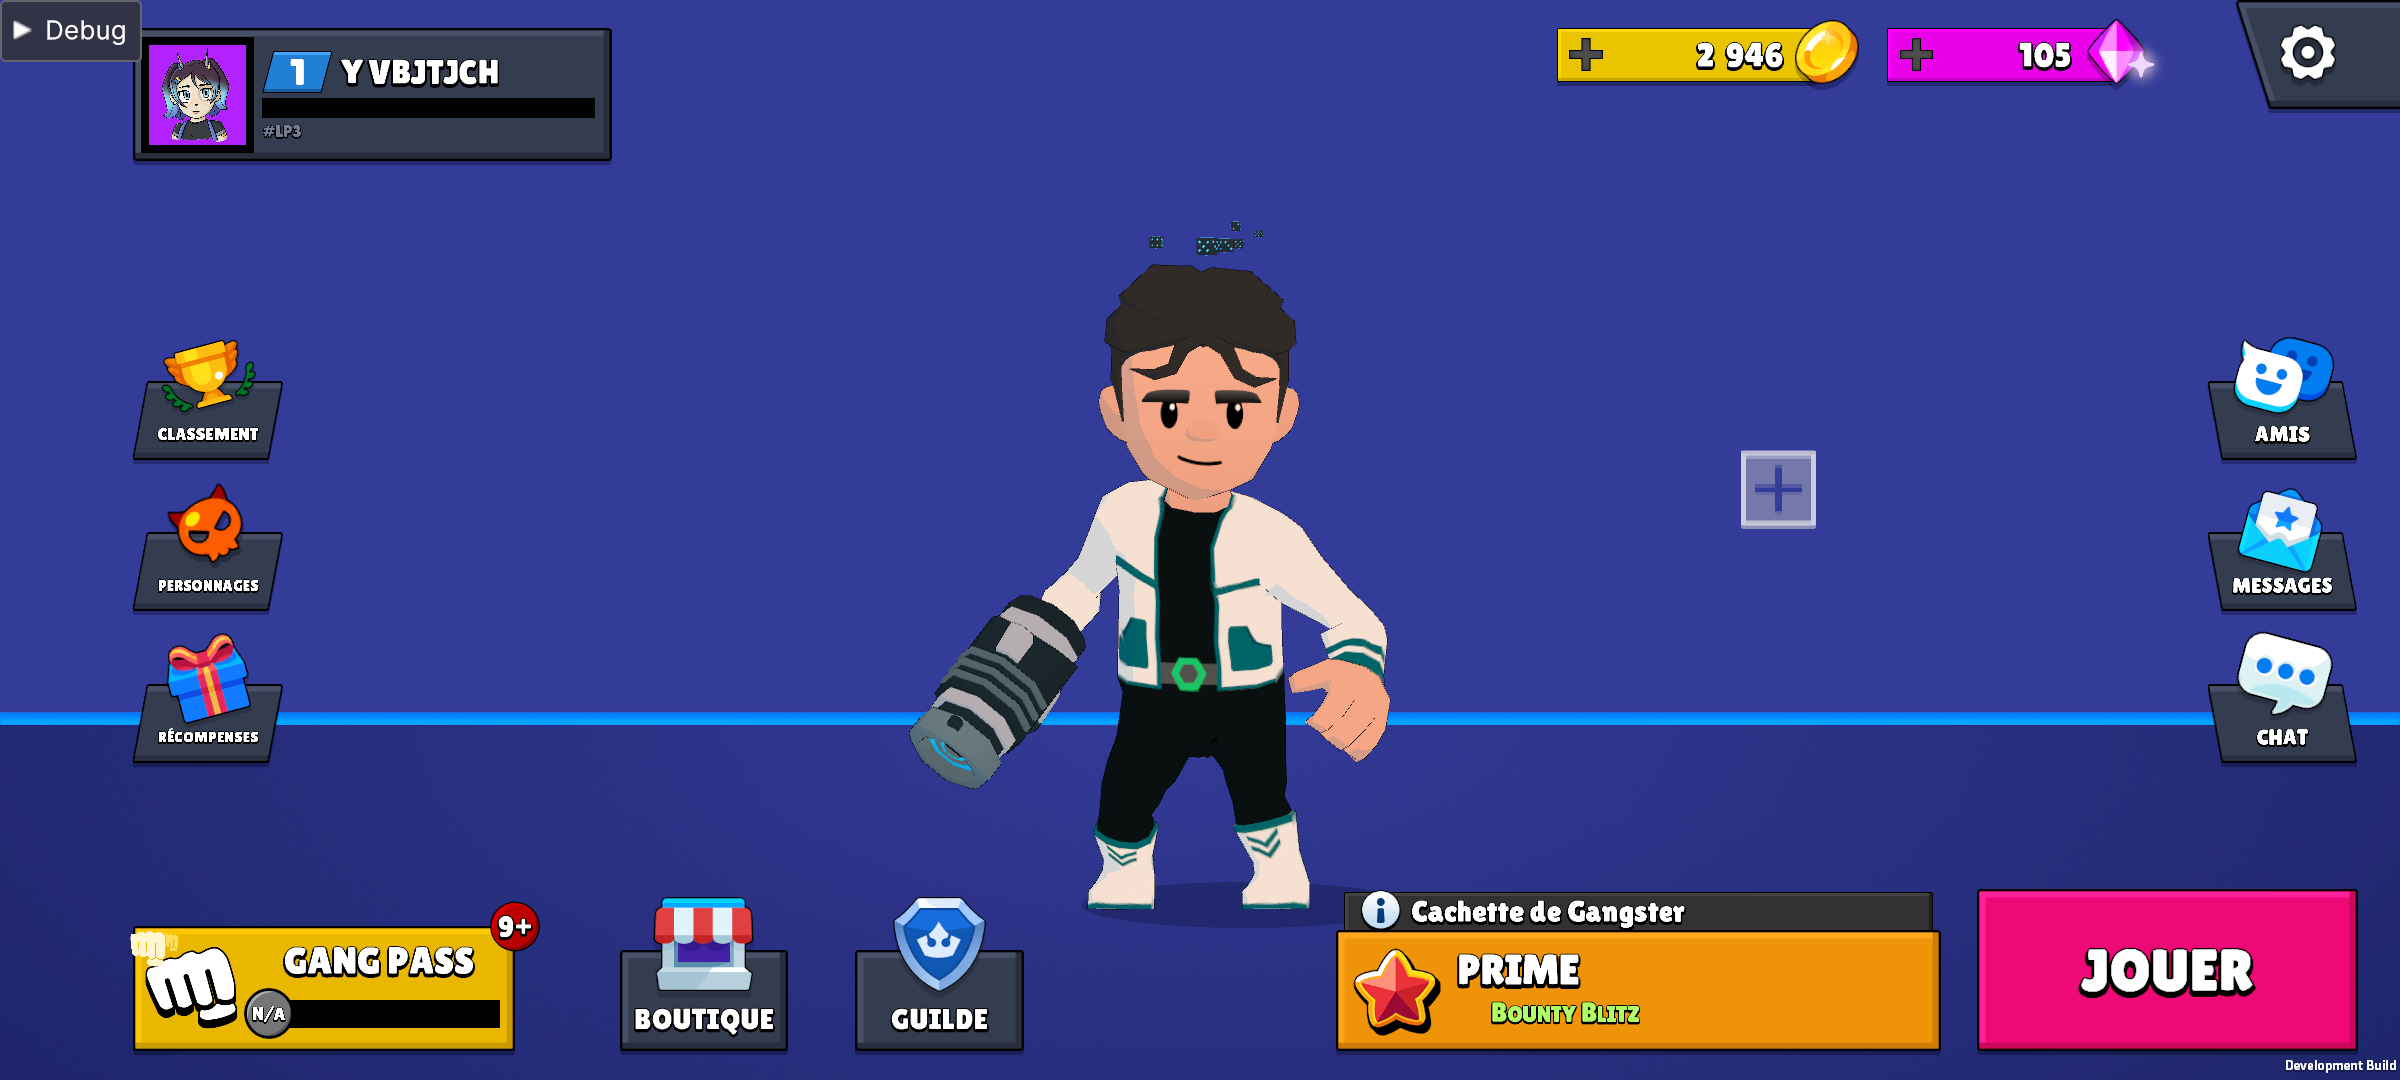 Debug
1 Y VBJTJCH
#LP3
+ 2 946
+ 105
CLASSEMENT
PERSONNAGES
RÉCOMPENSES
AMIS
MESSAGES
CHAT
GANG PASS
9+
N/A
BOUTIQUE
GUILDE
i Cachette de Gangster
PRIME
BOUNTY BLITZ
JOUER
Development Build